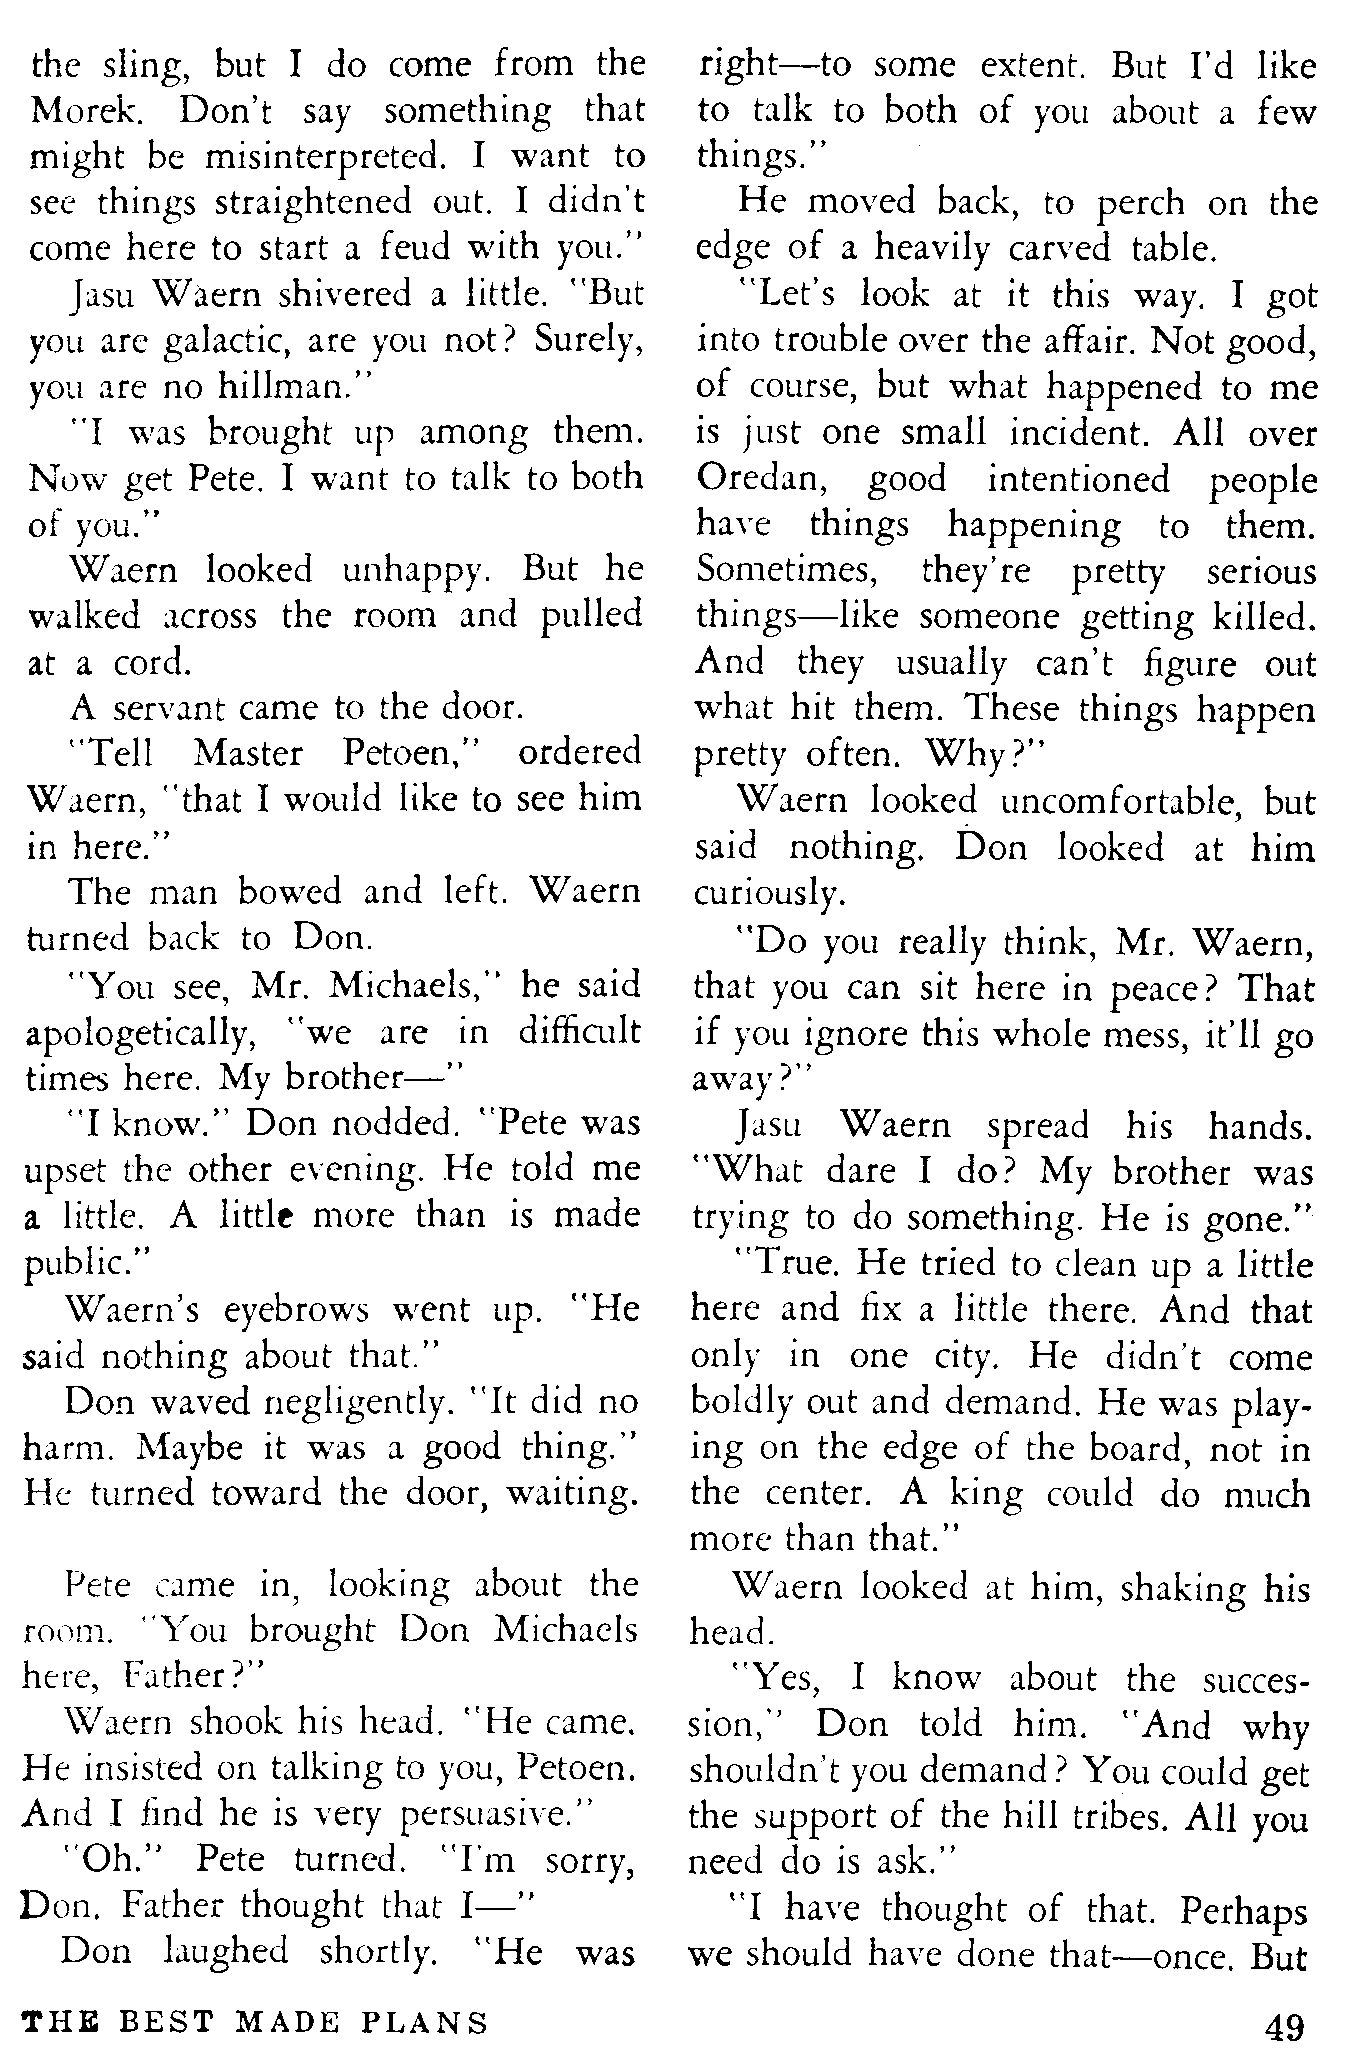 the sling, but I do come from the
Morek. Don't say something that
might be misinterpreted. I want to
see things straightened out. I didn't
come here to start a feud with you."
Jasu Waern shivered a little. "But
you are galactic, are you not? Surely,
you are no hillman."
"I was brought up among them.
Now get Pete. I want to talk to both
of you."
Waern looked unhappy. But he
walked across the room and pulled
at a cord.
A servant came to the door.
"Tell Master Petoen," ordered
Waern, "that I would like to see him
in here."
The man bowed and left. Waern
turned back to Don.
"You see, Mr. Michaels," he said
apologetically, "we are in difficult
times here. My brother—"
"I know." Don nodded. "Pete was
upset the other evening. He told me
a little. A little more than is made
public."
Waern's eyebrows went up. "He
said nothing about that."
Don waved negligently. "It did no
harm. Maybe it was a good thing."
He turned toward the door, waiting.
Pete came in, looking about the
room. "You brought Don Michaels
here, Father?"
Waern shook his head. "He came.
He insisted on talking to you, Petoen.
And I find he is very persuasive."
"Oh." Pete turned. "I'm sorry,
Don. Father thought that I—"
Don laughed shortly. "He was
right—to some extent. But I'd like
to talk to both of you about a few
things."
He moved back, to perch on the
edge of a heavily carved table.
"Let's look at it this way. I got
into trouble over the affair. Not good,
of course, but what happened to me
is just one small incident. All over
Oredan, good intentioned people
have things happening to them.
Sometimes, they're pretty serious
things—like someone getting killed.
And they usually can't figure out
what hit them. These things happen
pretty often. Why?"
Waern looked uncomfortable, but
said nothing. Don looked at him
curiously.
"Do you really think, Mr. Waern,
that you can sit here in peace? That
if you ignore this whole mess, it'll go
away?"
Jasu Waern spread his hands.
"What dare I do? My brother was
trying to do something. He is gone."
"True. He tried to clean up a little
here and fix a little there. And that
only in one city. He didn't come
boldly out and demand. He was play-
ing on the edge of the board, not in
the center. A king could do much
more than that."
Waern looked at him, shaking his
head.
"Yes, I know about the succes-
sion," Don told him. "And why
shouldn't you demand? You could get
the support of the hill tribes. All you
need do is ask."
"I have thought of that. Perhaps
we should have done that—once. But
THE BEST MADE PLANS
49